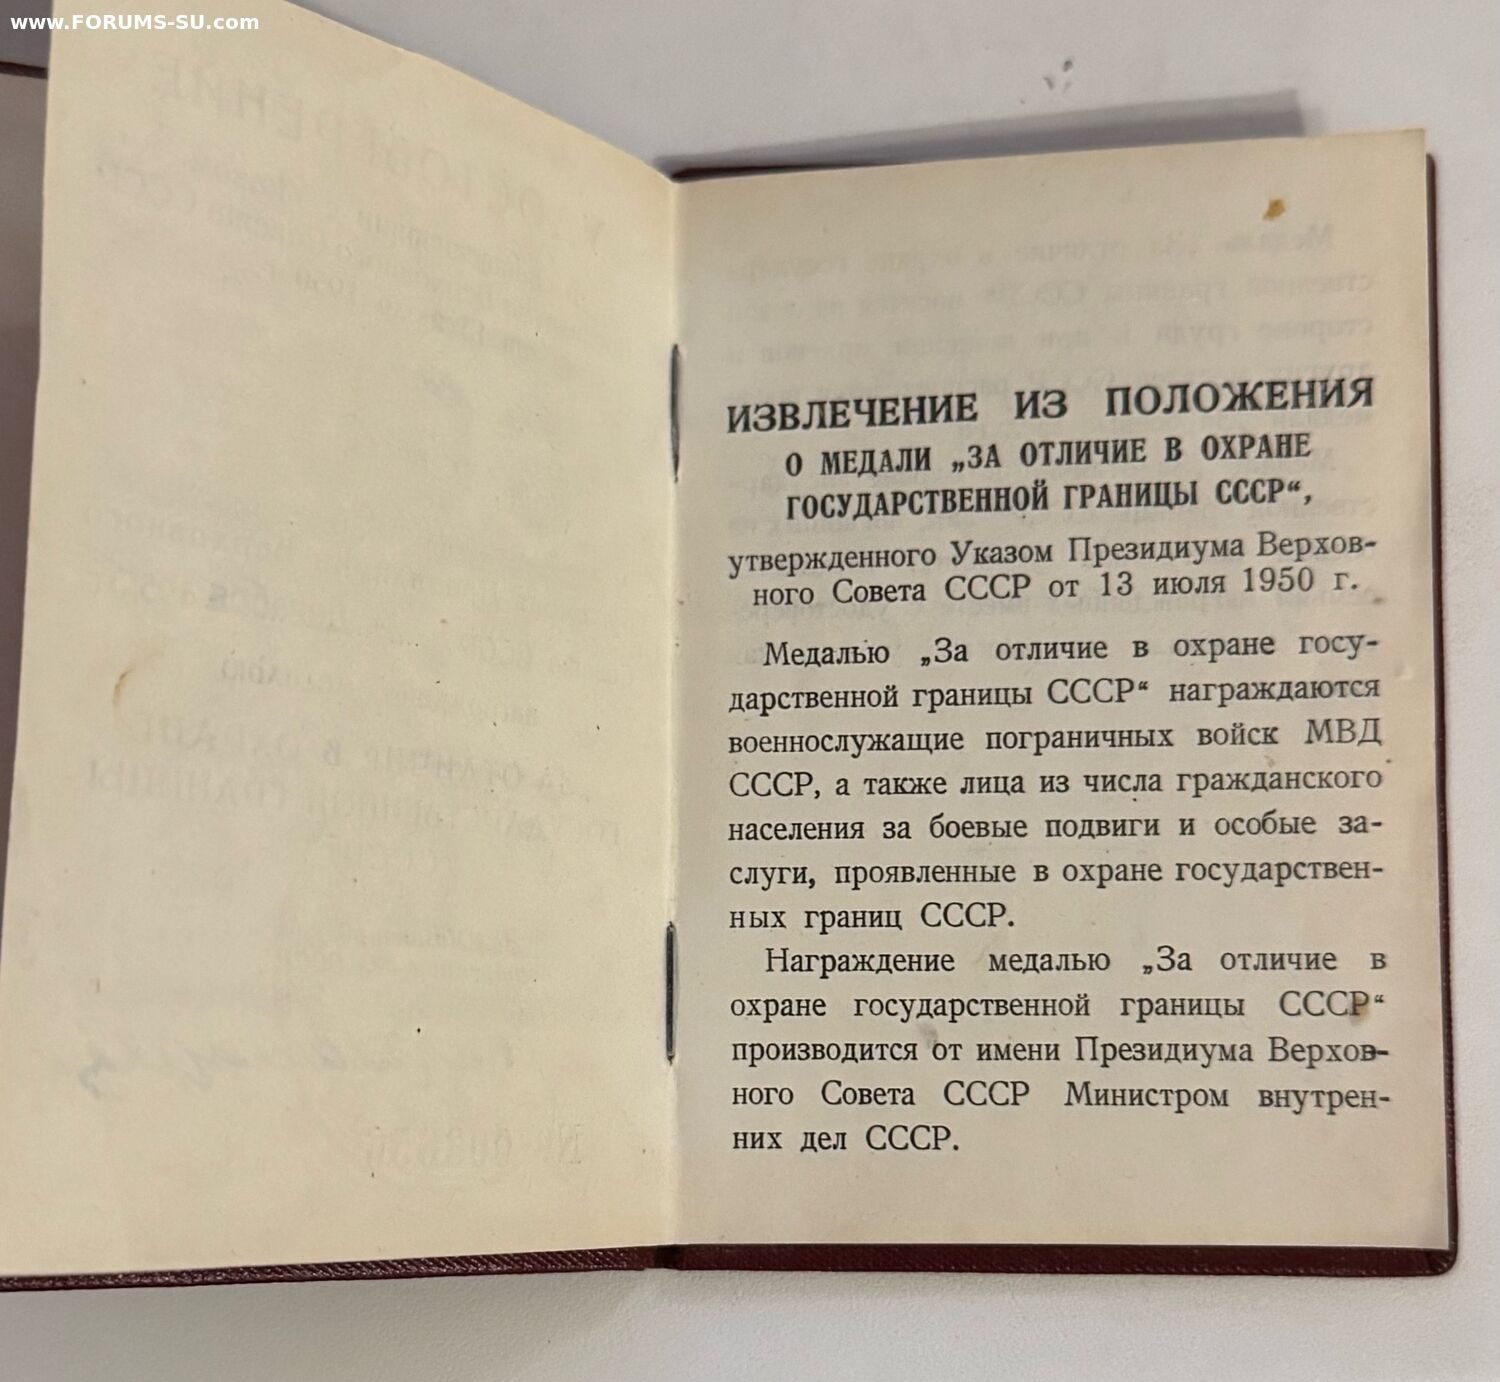 www.FORUMS-SU.com
ИЗВЛЕЧЕНИЕ ИЗ ПОЛОЖЕНИЯ
О МЕДАЛИ „ЗА ОТЛИЧИЕ В ОХРАНЕ
ГОСУДАРСТВЕННОЙ ГРАНИЦЫ СССР“,
утвержденного Указом Президиума Верхов-
ного Совета СССР от 13 июля 1950 г.
Медалью „За отличие в охране госу-
дарственной границы СССР“ награждаются
военнослужащие пограничных войск МВД
СССР, а также лица из числа гражданского
населения за боевые подвиги и особые за-
слуги, проявленные в охране государствен-
ных границ СССР.
Награждение медалью „За отличие в
охране государственной границы СССР“
производится от имени Президиума Верхов-
ного Совета СССР Министром внутрен-
них дел СССР.